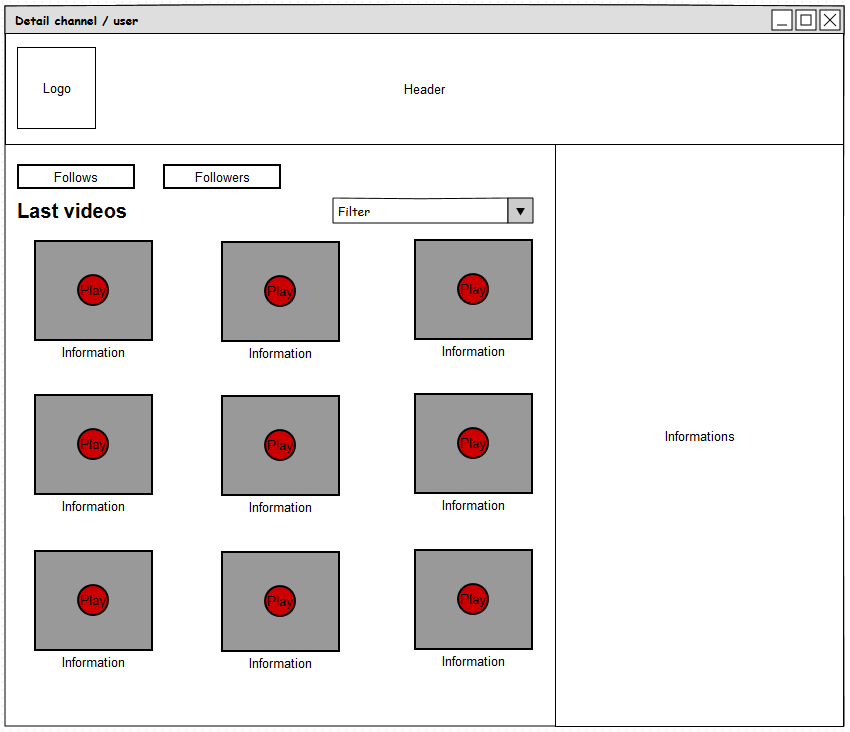 Detail channel / user
Logo
Header
Follows
Followers
Last videos
Filter
Play
Play
Play
Information
Information
Information
Play
Play
Play
Information
Information
Information
Play
Play
Play
Information
Information
Information
Informations